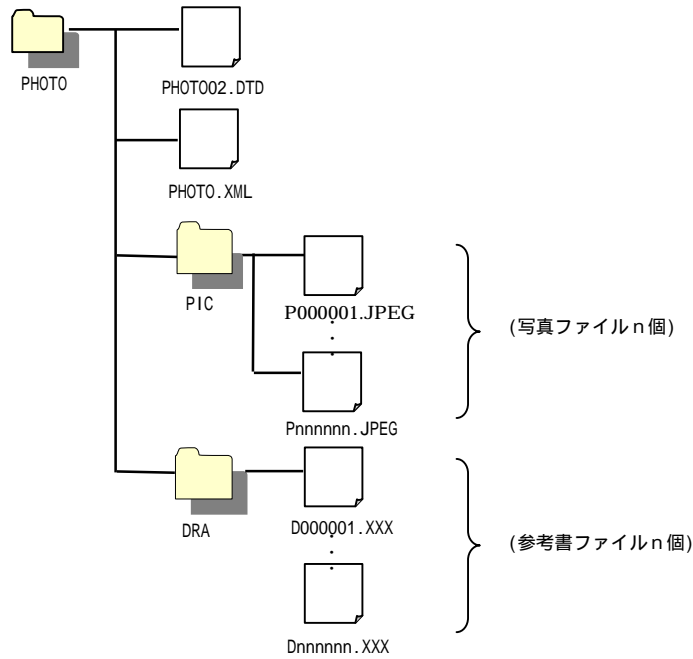 PHOTO
PHOTO02.DTD
PHOTO.XML
PIC
P000001.JPEG
Pnnnnnn.JPEG
(写真ファイルｎ個)
DRA
D000001.XXX
Dnnnnnn.XXX
(参考書ファイルｎ個)